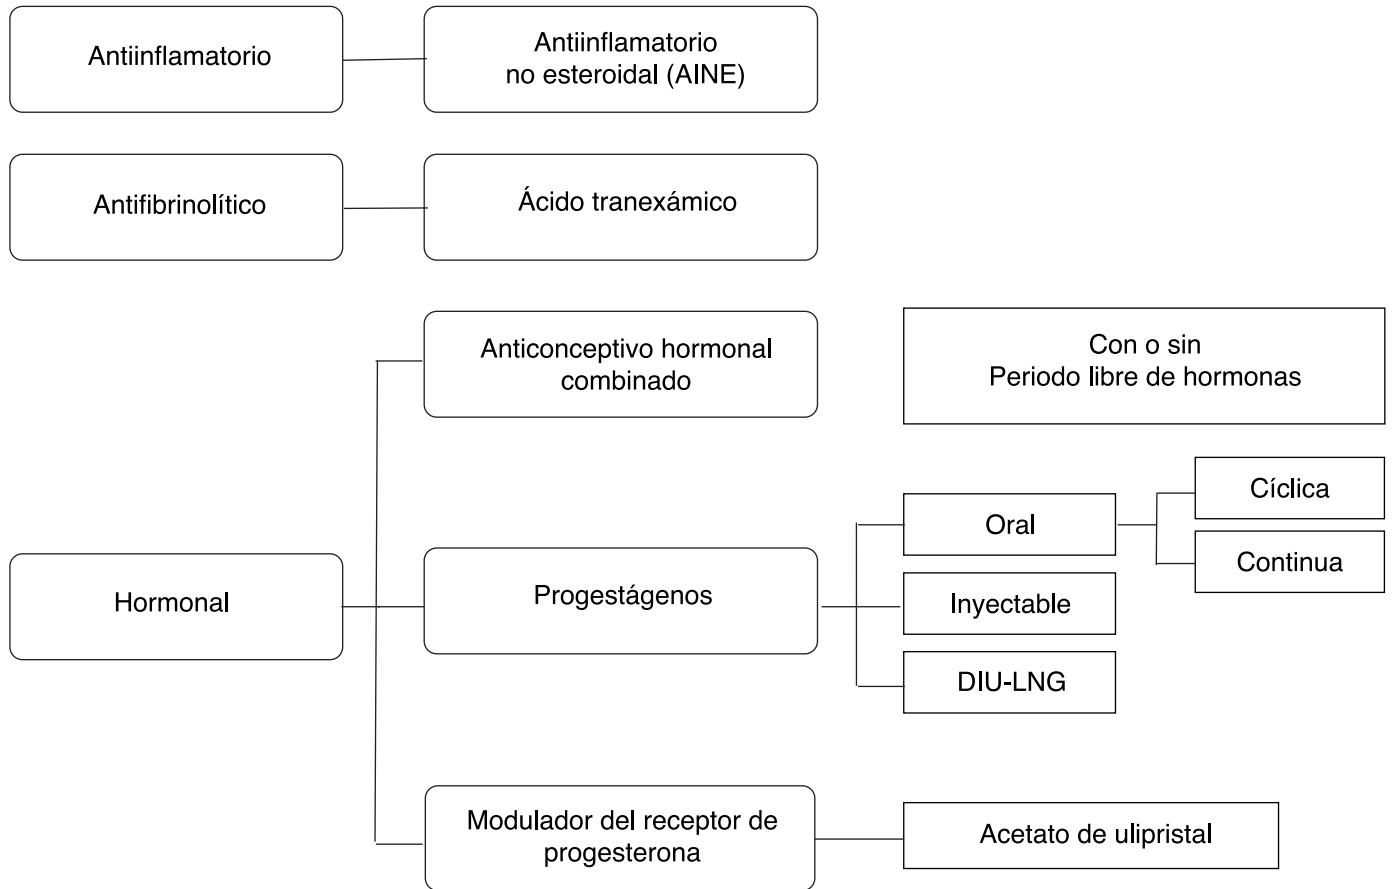 Antiinflamatorio
Antiinflamatorio
no esteroidal (AINE)
Antifibrinolítico
Ácido tranexámico
Anticonceptivo hormonal
combinado
Con o sin
Periodo libre de hormonas
Hormonal
Progestágenos
Oral
Cíclica
Continua
Inyectable
DIU-LNG
Modulador del receptor de
progesterona
Acetato de ulipristal